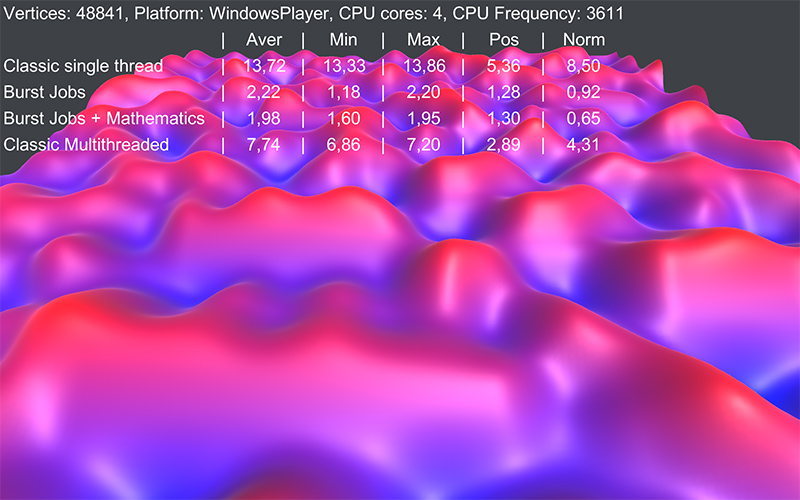 Vertices: 48841, Platform: WindowsPlayer, CPU cores: 4, CPU Frequency: 3611
| Aver | Min | Max | Pos | Norm
Classic single thread | 13,72 | 13,33 | 13,86 | 5,36 | 8,50
Burst Jobs | 2,22 | 1,18 | 2,20 | 1,28 | 0,92
Burst Jobs + Mathematics | 1,98 | 1,60 | 1,95 | 1,30 | 0,65
Classic Multithreaded | 7,74 | 6,86 | 7,20 | 2,89 | 4,31